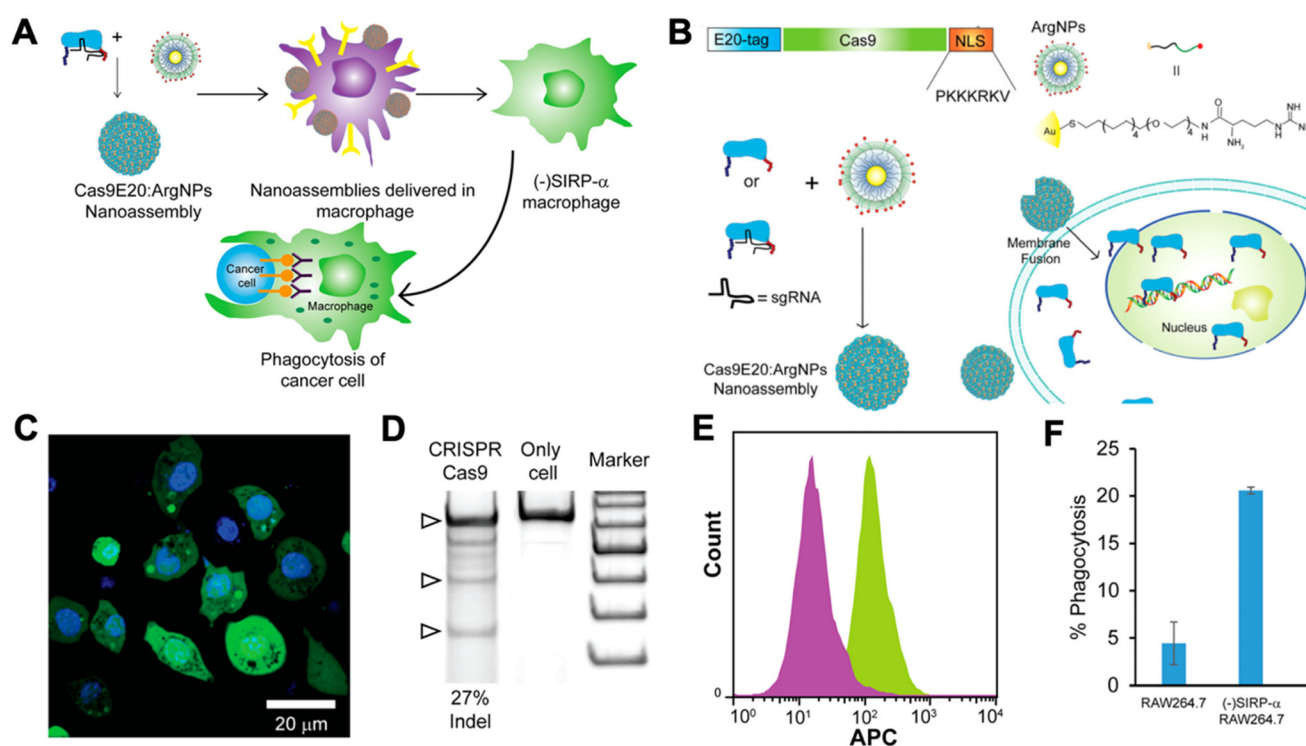 A
+
Cas9E20:ArgNPs
Nanoassembly
Nanoassemblies delivered in
macrophage
(-)SIRP-α
macrophage
Cancer
cell
Macrophage
Phagocytosis of
cancer cell
B
E20-tag
Cas9
NLS
PKKKRKV
ArgNPs
Au
S
4
O
4
NH
O
NH₂
N
H
NH
or
+
= sgRNA
Cas9E20:ArgNPs
Nanoassembly
Membrane
Fusion
Nucleus
C
20 μm
D
CRISPR
Cas9
Only
cell
Marker
27%
Indel
E
Count
0
10⁰
10¹
10²
10³
10⁴
APC
F
% Phagocytosis
25
20
15
10
5
0
RAW264.7
(-)SIRP-α
RAW264.7